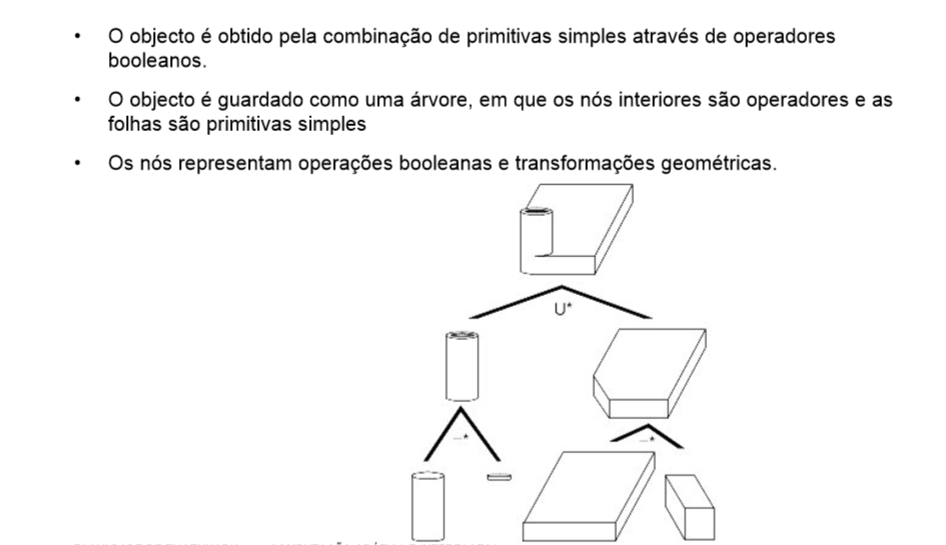 • O objecto é obtido pela combinação de primitivas simples através de operadores
booleanos.
• O objecto é guardado como uma árvore, em que os nós interiores são operadores e as
folhas são primitivas simples
• Os nós representam operações booleanas e transformações geométricas.
U*
–*
–*